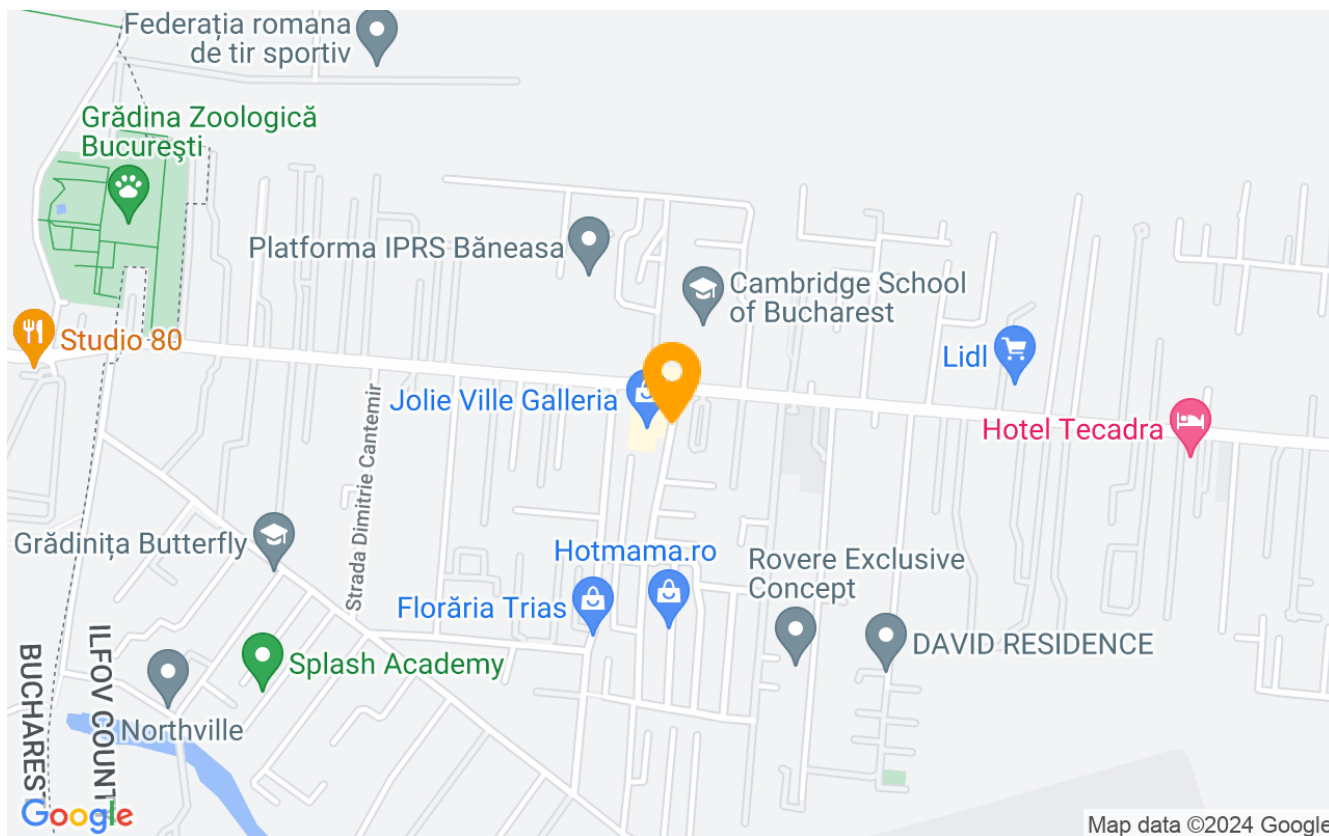 Federația romana
de tir sportiv
Grădina Zoologică
Bucureşti
Platforma IPRS Băneasa
Cambridge School
of Bucharest
Studio 80
Lidl
Jolie Ville Galleria
Hotel Tecadra
Strada Dimitrie Cantemir
Grădinița Butterfly
Hotmama.ro
Rovere Exclusive
Concept
Florăria Trias
DAVID RESIDENCE
Splash Academy
BUCHAREST
ILFOV COUNTY
Northville
Google
Map data ©2024 Google